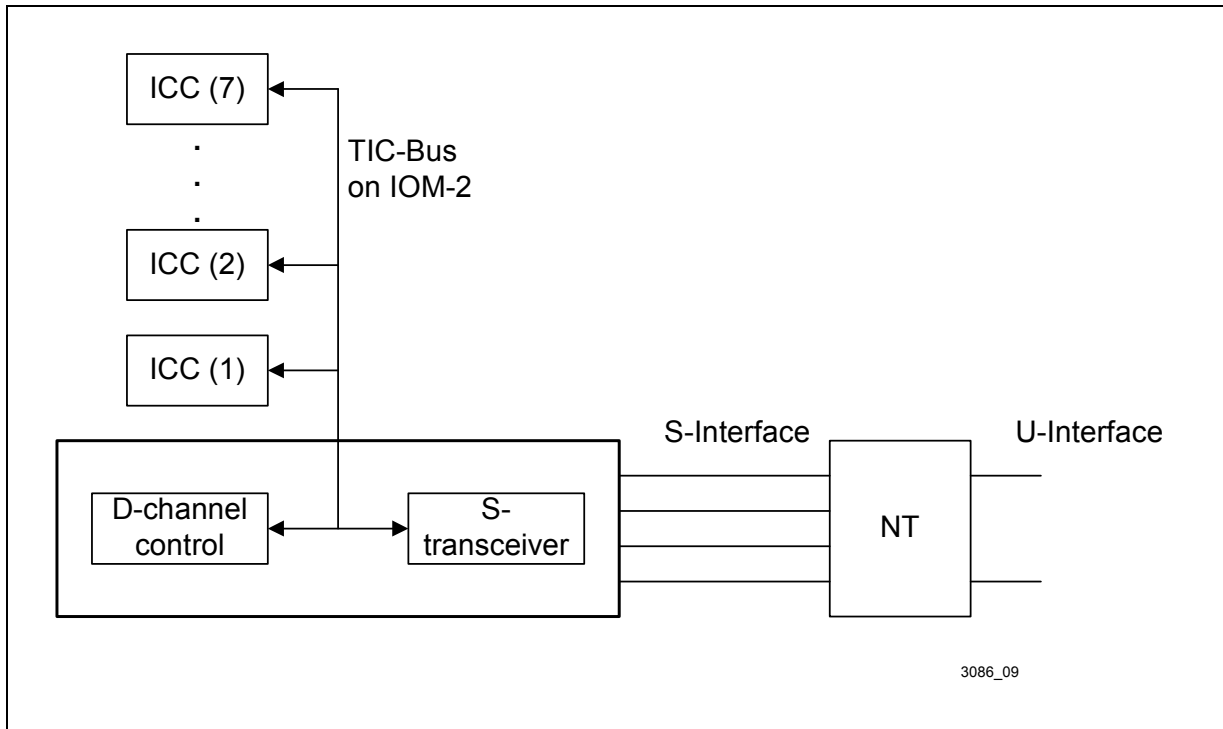 ICC (7)
TIC-Bus
on IOM-2
.
.
.
ICC (2)
ICC (1)
S-Interface
U-Interface
D-channel
control
S-
transceiver
NT
3086_09